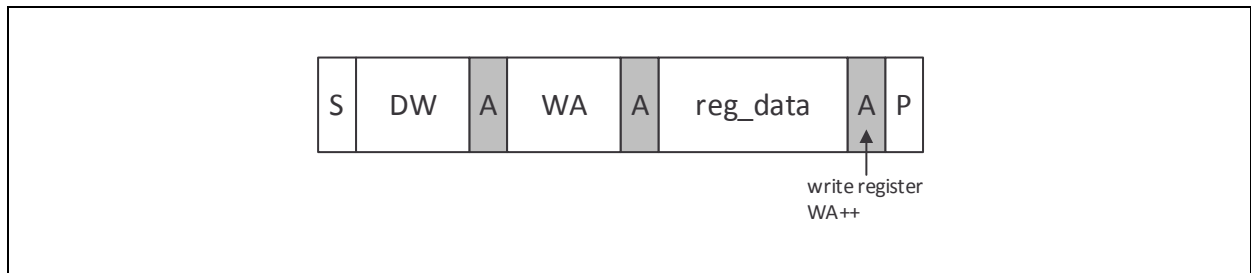 S DW A WA A reg_data A P
write register
WA++